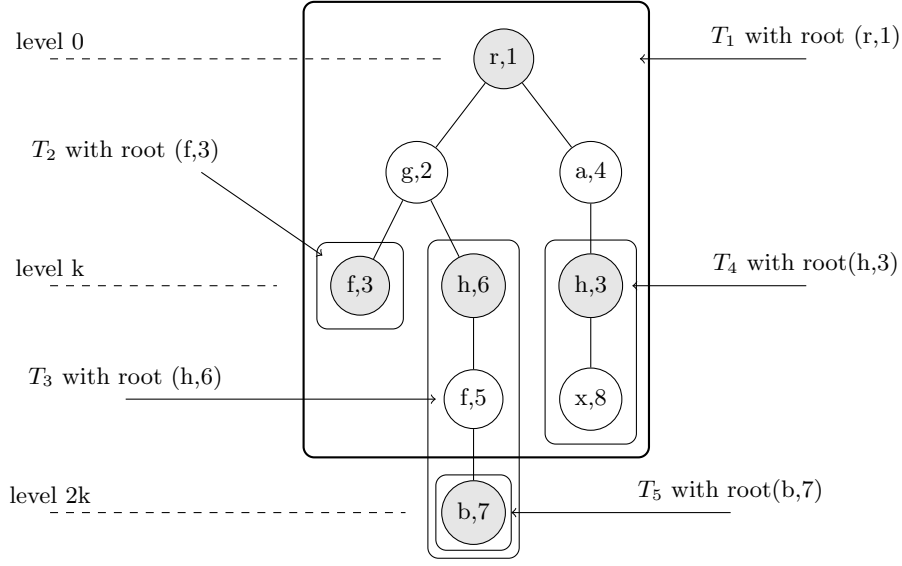 level 0
r,1
T₁ with root (r,1)
T₂ with root (f,3)
g,2
a,4
level k
f,3
h,6
h,3
T₄ with root(h,3)
T₃ with root (h,6)
f,5
x,8
level 2k
b,7
T₅ with root(b,7)